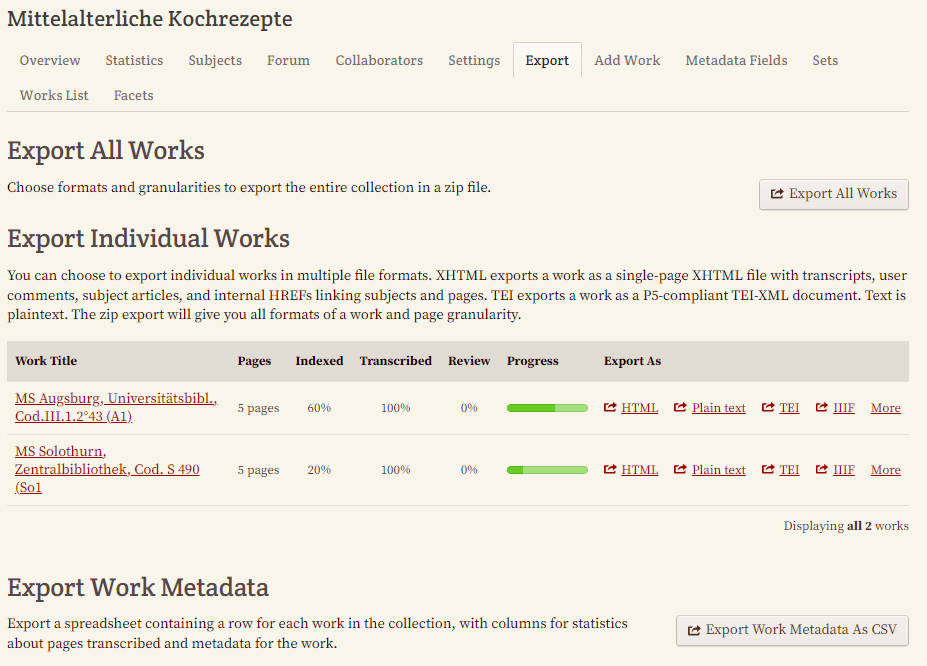 Mittelalterliche Kochrezepte
Overview Statistics Subjects Forum Collaborators Settings Export Add Work Metadata Fields Sets
Works List Facets
Export All Works
Choose formats and granularities to export the entire collection in a zip file.
Export All Works
Export Individual Works
You can choose to export individual works in multiple file formats. XHTML exports a work as a single-page XHTML file with transcripts, user
comments, subject articles, and internal HREFs linking subjects and pages. TEI exports a work as a P5-compliant TEI-XML document. Text is
plaintext. The zip export will give you all formats of a work and page granularity.
Work Title Pages Indexed Transcribed Review Progress Export As
MS Augsburg, Universitätsbibl.,
Cod.III.1.2°43 (A1)
5 pages 60% 100% 0% HTML Plain text TEI IIIF More
MS Solothurn,
Zentralbibliothek, Cod. S 490
(So1
5 pages 20% 100% 0% HTML Plain text TEI IIIF More
Displaying all 2 works
Export Work Metadata
Export a spreadsheet containing a row for each work in the collection, with columns for statistics
about pages transcribed and metadata for the work.
Export Work Metadata As CSV